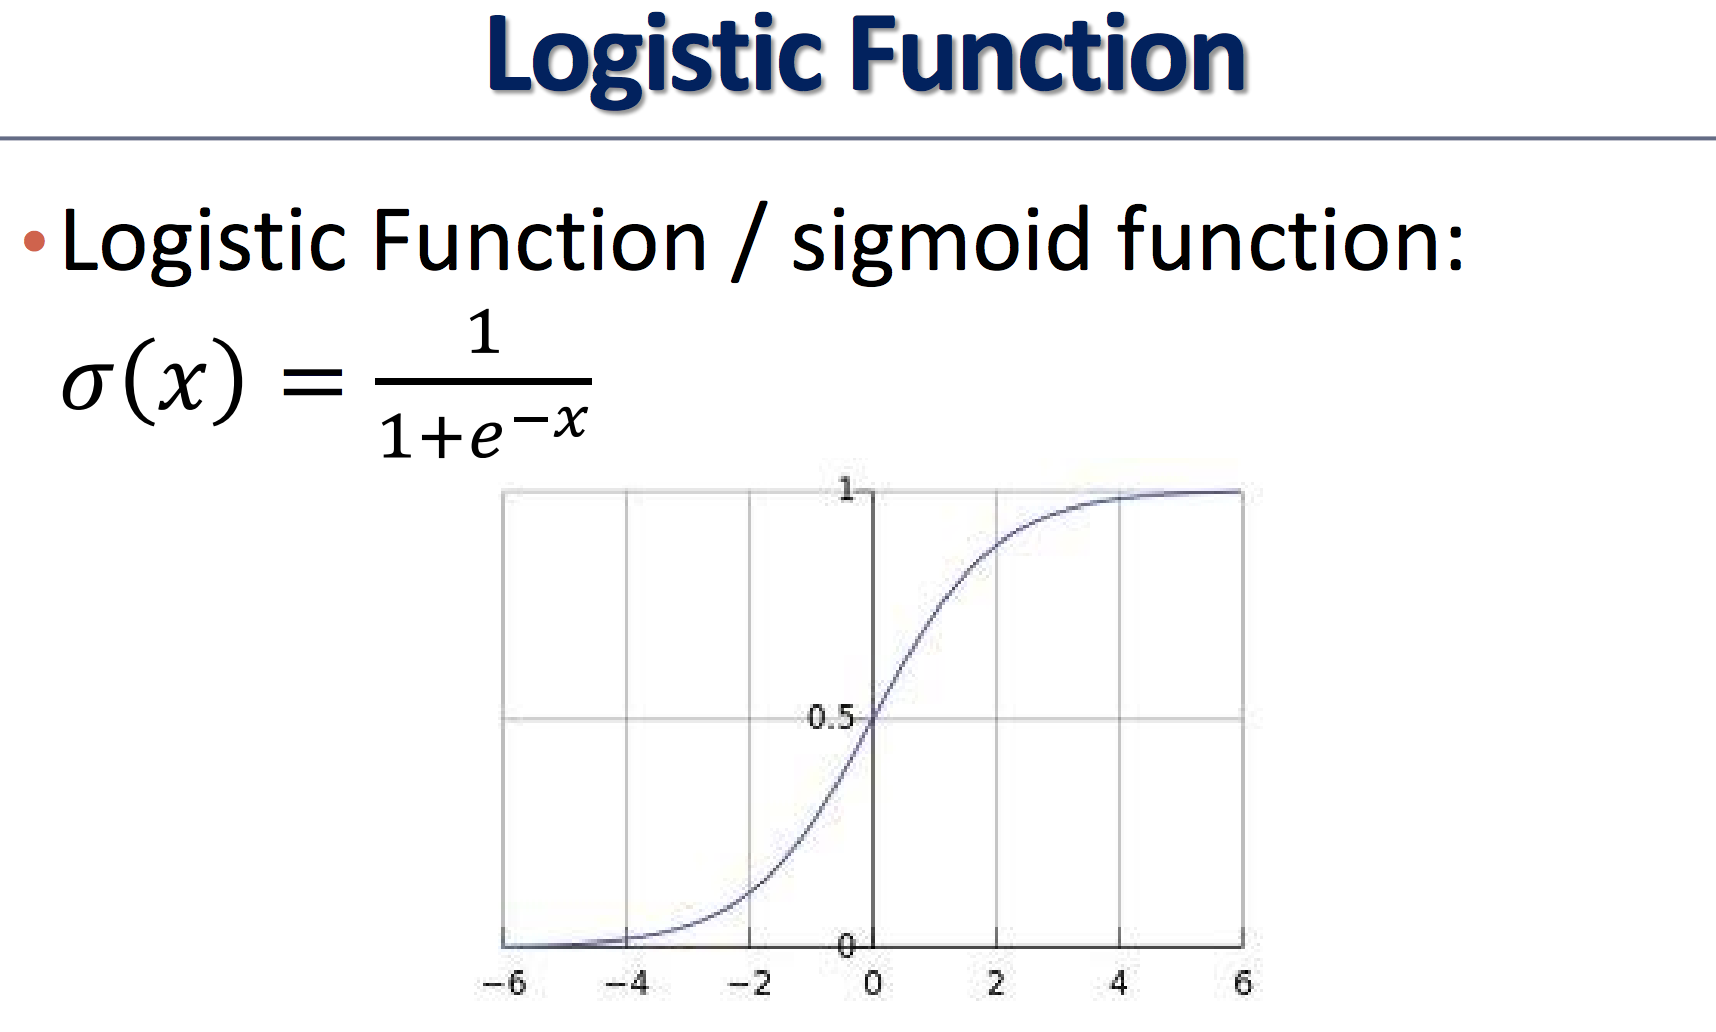 Logistic Function
•Logistic Function / sigmoid function:
σ(x) = 1/(1+e^−x)
1
0.5
0
−6 −4 −2 0 2 4 6